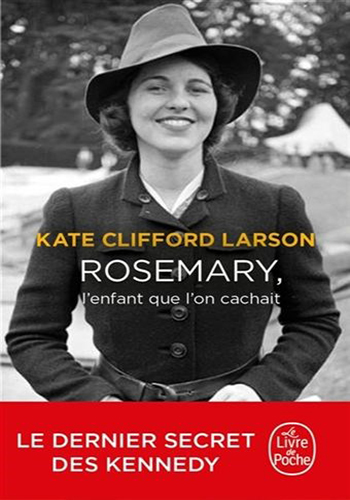 KATE CLIFFORD LARSON
ROSEMARY,
l'enfant que l'on cachait
LE DERNIER SECRET
DES KENNEDY
Le
Livre
de
Poche